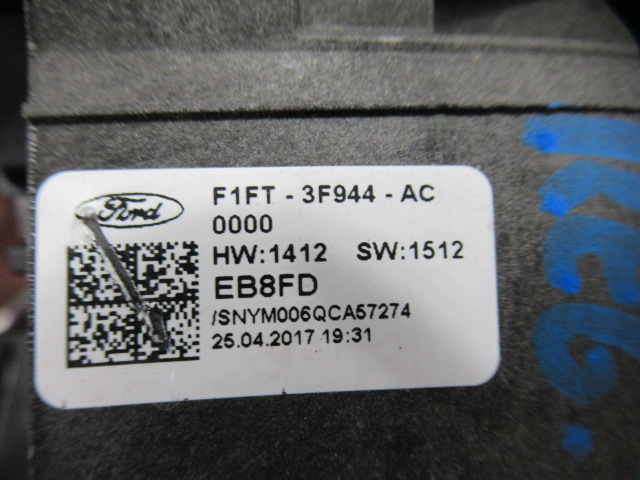 Ford
F1FT - 3F944 - AC
0000
HW:1412 SW:1512
EB8FD
/SNYM006QCA57274
25.04.2017 19:31